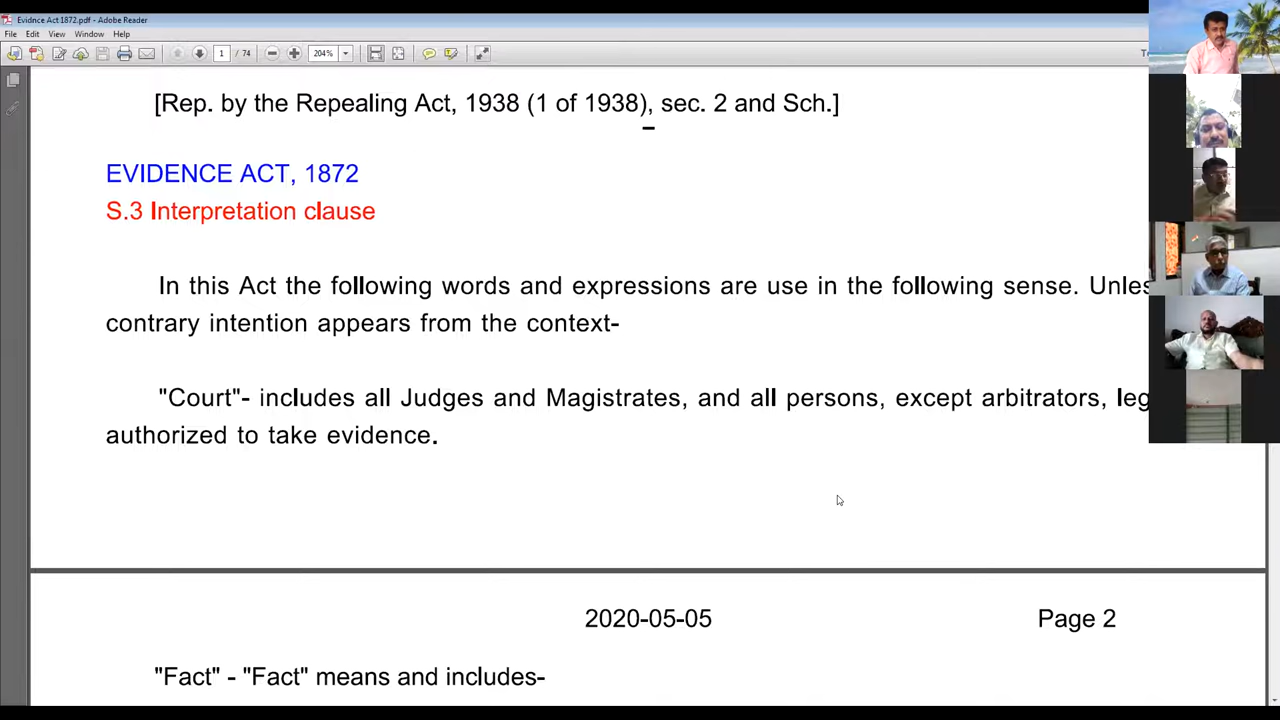 Evidnce Act 1872.pdf - Adobe Reader
File Edit View Window Help
1 / 74 204%
[Rep. by the Repealing Act, 1938 (1 of 1938), sec. 2 and Sch.]
EVIDENCE ACT, 1872
S.3 Interpretation clause
In this Act the following words and expressions are use in the following sense. Unles
contrary intention appears from the context-
"Court"- includes all Judges and Magistrates, and all persons, except arbitrators, leg
authorized to take evidence.
2020-05-05 Page 2
"Fact" - "Fact" means and includes-